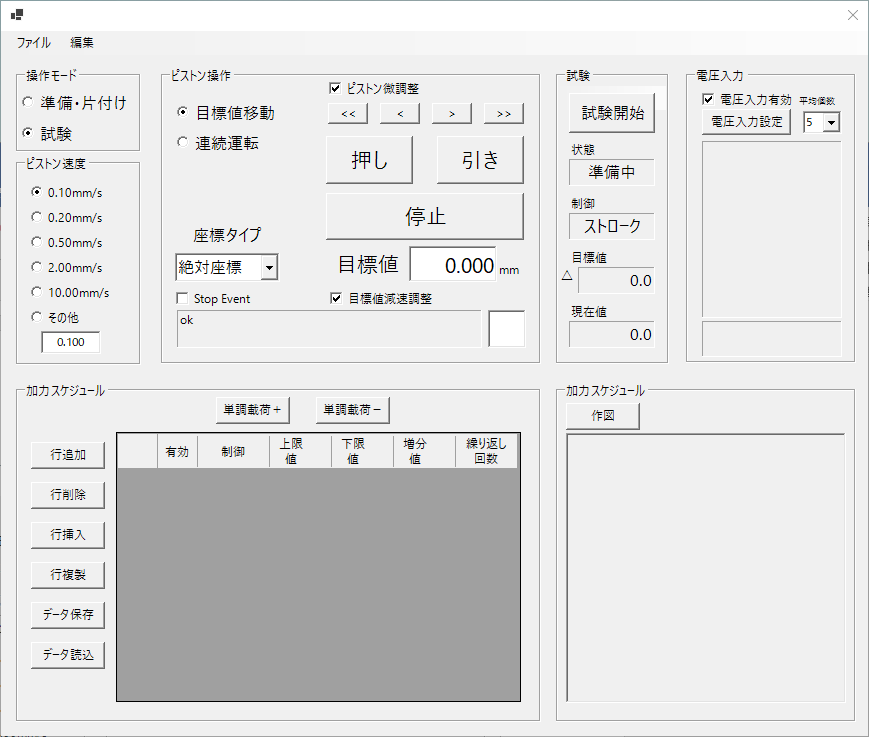 ファイル 編集
操作モード
準備・片付け
試験
ピストン速度
0.10mm/s
0.20mm/s
0.50mm/s
2.00mm/s
10.00mm/s
その他
0.100
ピストン操作
目標値移動
連続運転
ピストン微調整
<< < > >>
押し 引き
停止
座標タイプ
絶対座標
目標値 0.000 mm
Stop Event
目標値減速調整
ok
試験
試験開始
状態
準備中
制御
ストローク
目標値
△ 0.0
現在値
0.0
電圧入力
電圧入力有効 平均個数
電圧入力設定 5
加力スケジュール
単調載荷+ 単調載荷-
行追加
行削除
行挿入
行複製
データ保存
データ読込
有効 制御 上限値 下限値 増分値 繰り返し回数
加力スケジュール
作図